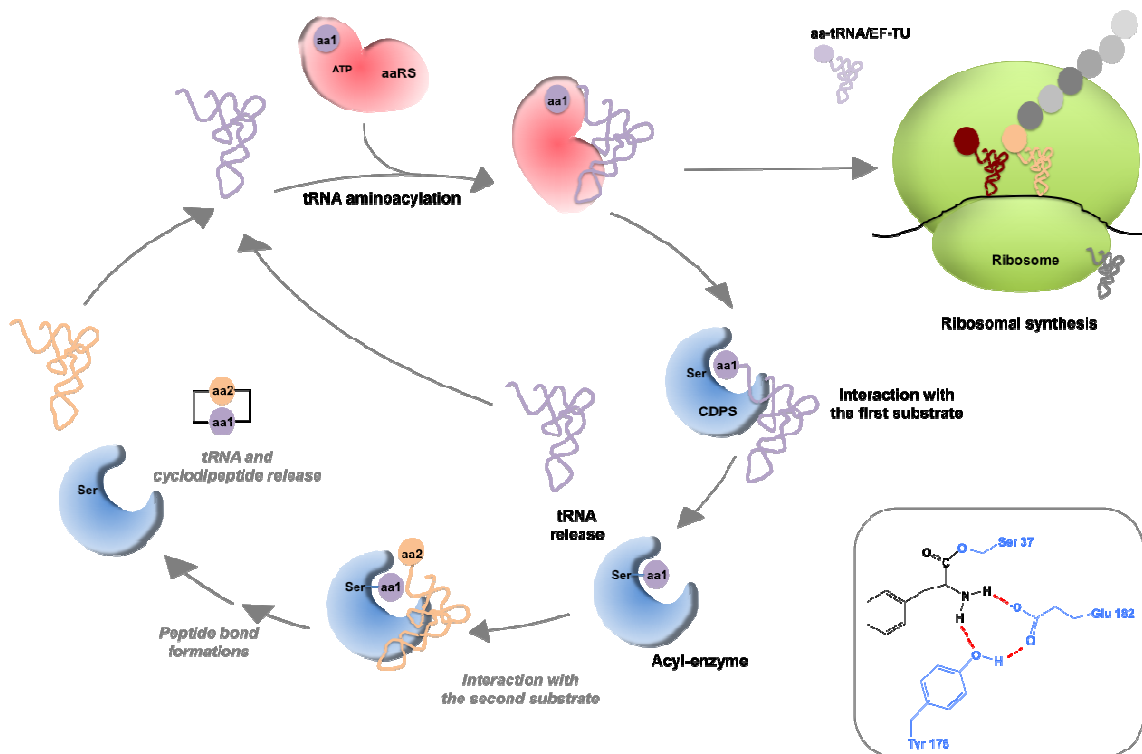 aa-tRNA/EF-TU
aa1
ATP
aaRS
aa1
tRNA aminoacylation
Ribosome
Ribosomal synthesis
Ser
aa1
CDPS
Interaction with
the first substrate
aa2
aa1
tRNA and
cyclodipeptide release
Ser
tRNA
release
aa2
Ser
aa1
Ser
aa1
Acyl-enzyme
Peptide bond
formations
Interaction with
the second substrate
O
C
O
Ser 37
N
H
H
-O
O
Glu 182
O
H
Tyr 178